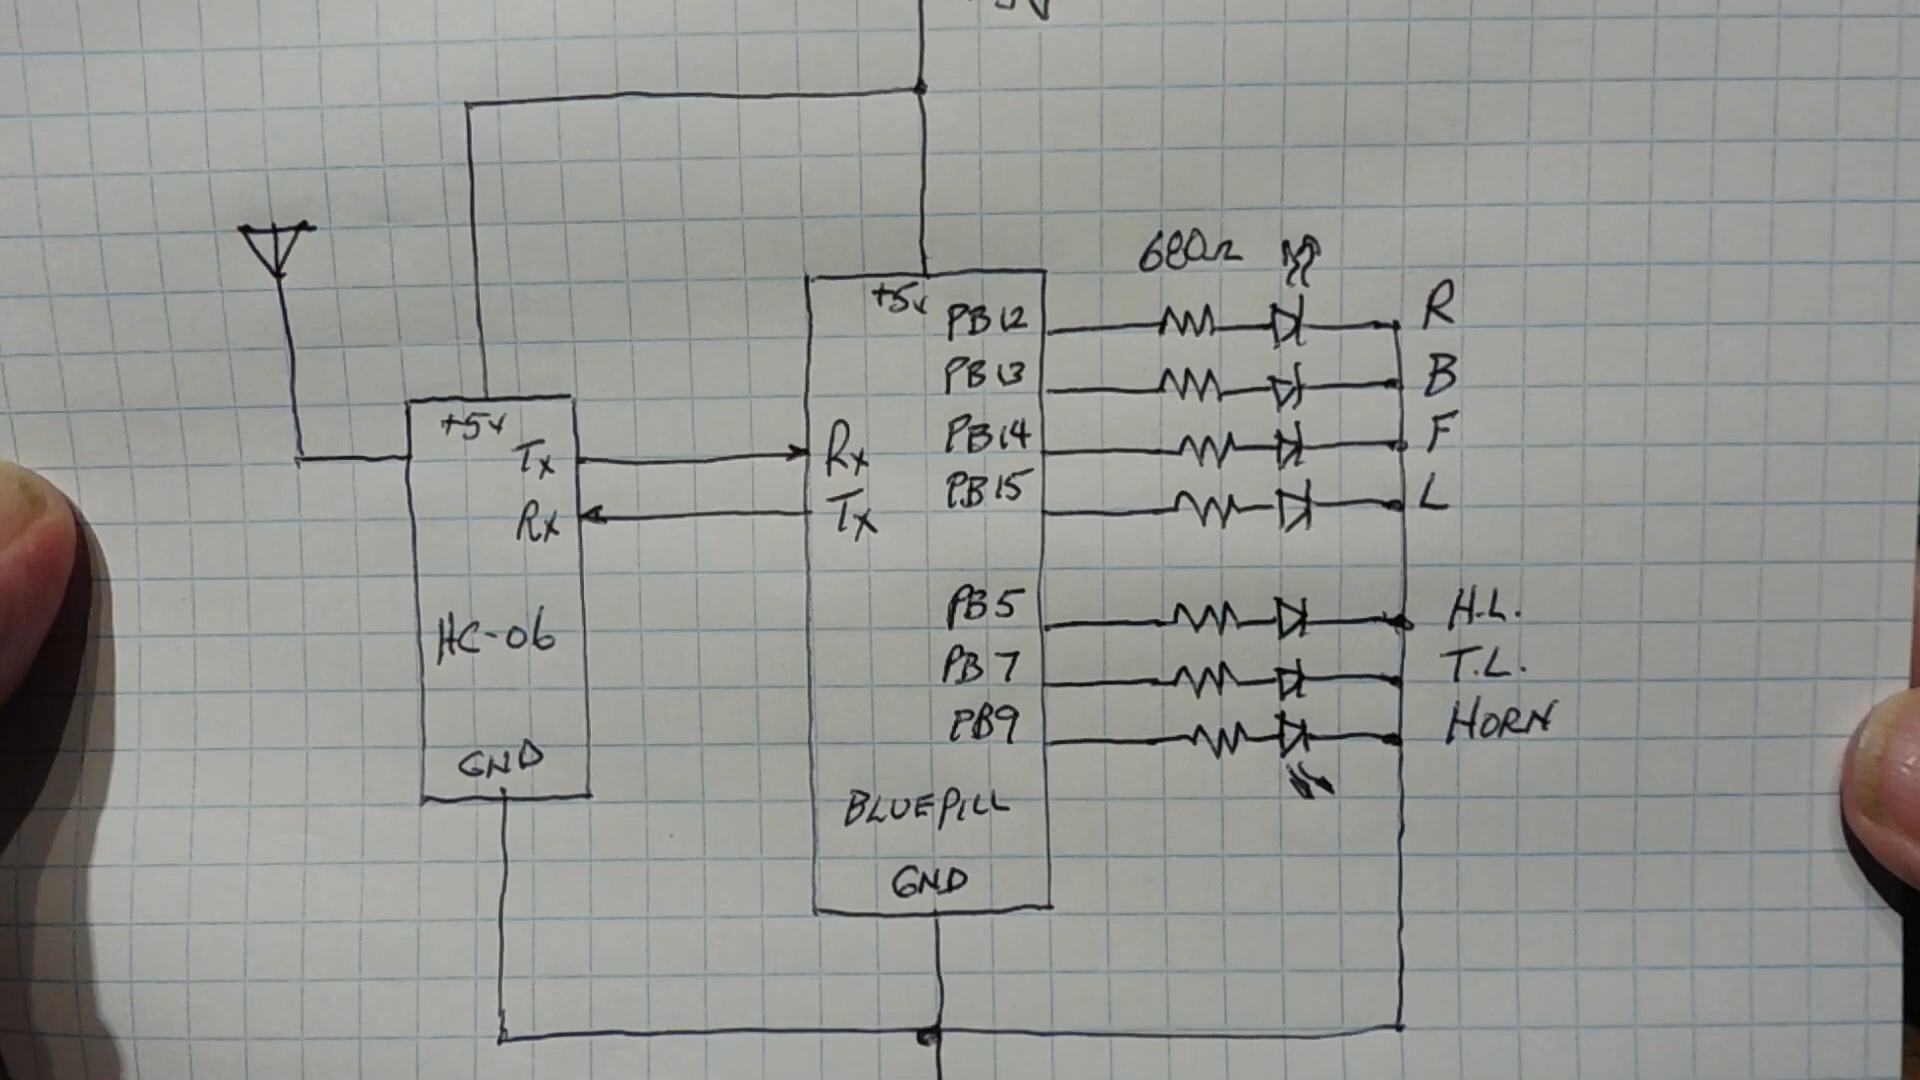 +5V
680Ω
+5v
PB12 R
PB13 B
+5v
PB14 F
Tx Rx
PB15 L
Rx Tx
PB5 H.L.
HC-06
PB7 T.L.
PB9 HORN
GND
BLUEPILL
GND